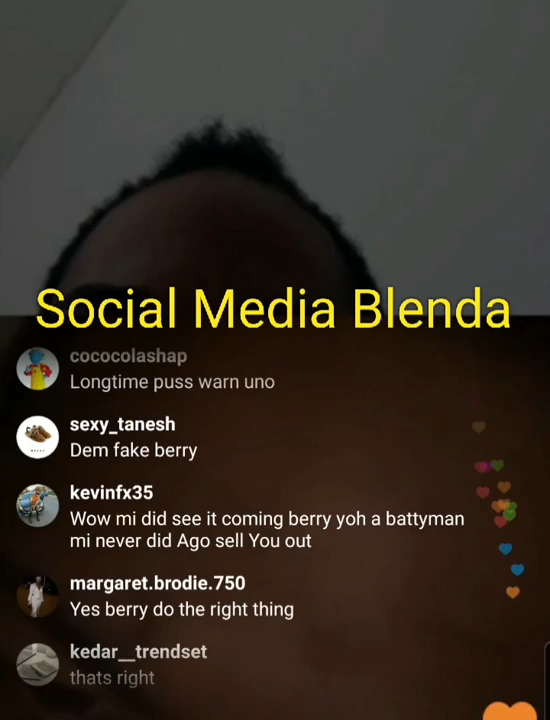 Social Media Blenda
cococolashap
Longtime puss warn uno
sexy_tanesh
Dem fake berry
kevinfx35
Wow mi did see it coming berry yoh a battyman
mi never did Ago sell You out
margaret.brodie.750
Yes berry do the right thing
kedar__trendset
thats right